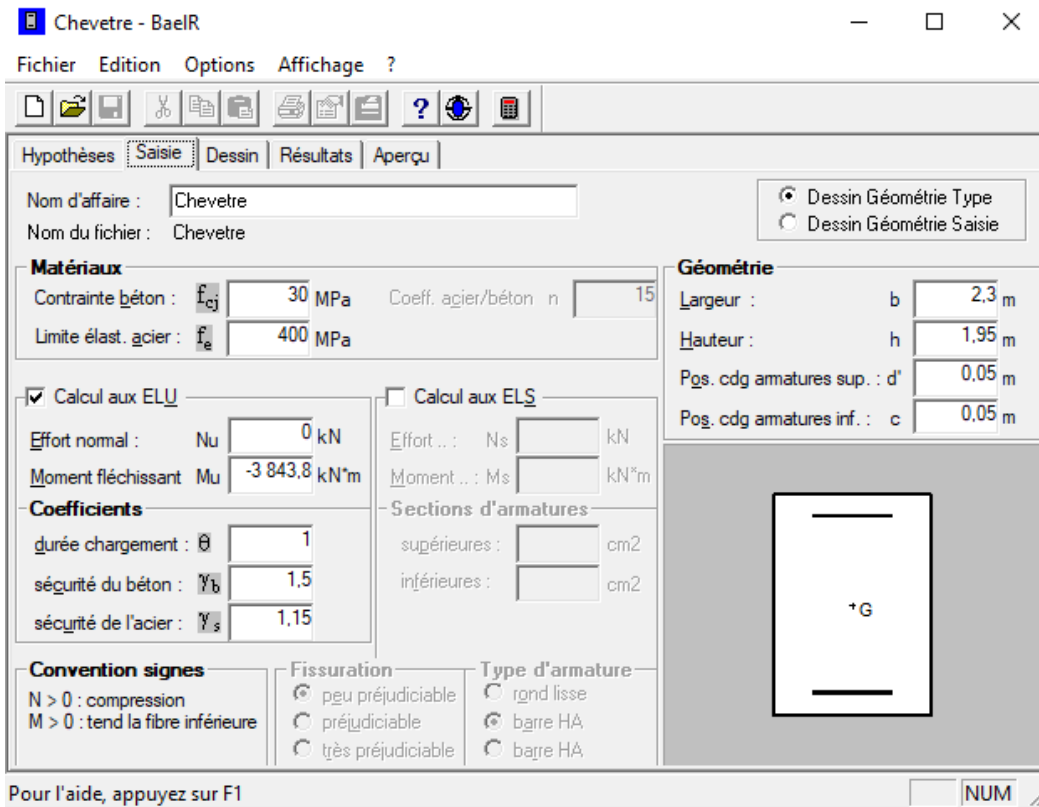 Chevetre - BaelR
Fichier Edition Options Affichage ?
Hypothèses Saisie Dessin Résultats Aperçu
Nom d'affaire : Chevetre
Nom du fichier : Chevetre
Dessin Géométrie Type
Dessin Géométrie Saisie
Matériaux
Contrainte béton : fcj 30 MPa Coeff. acier/béton n 15
Limite élast. acier : fe 400 MPa
Géométrie
Largeur : b 2,3 m
Hauteur : h 1,95 m
Pos. cdg armatures sup. : d' 0,05 m
Pos. cdg armatures inf. : c 0,05 m
Calcul aux ELU
Effort normal : Nu 0 kN
Moment fléchissant Mu -3 843,8 kN*m
Coefficients
durée chargement : θ 1
sécurité du béton : γb 1,5
sécurité de l'acier : γs 1,15
Calcul aux ELS
Effort .. : Ns kN
Moment .. : Ms kN*m
Sections d'armatures
supérieures : cm2
inférieures : cm2
G
Convention signes
N > 0 : compression
M > 0 : tend la fibre inférieure
Fissuration
peu préjudiciable
préjudiciable
très préjudiciable
Type d'armature
rond lisse
barre HA
barre HA
Pour l'aide, appuyez sur F1 NUM